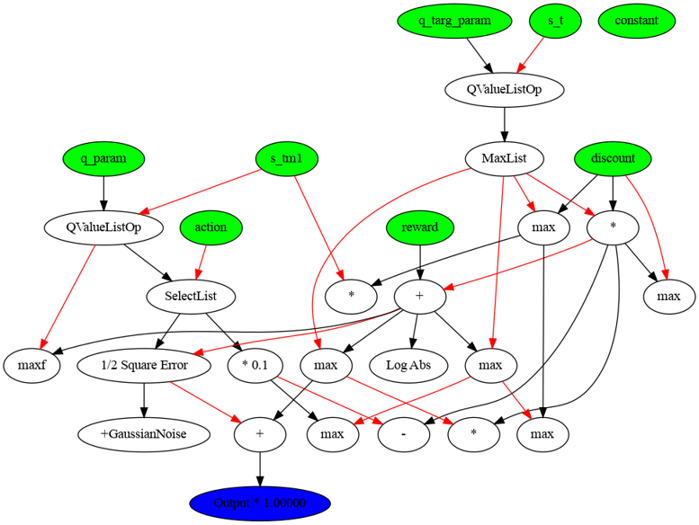 q_targ_param
s_t
constant
QValueListOp
q_param
s_tm1
MaxList
discount
QValueListOp
action
reward
max
*
SelectList
*
+
max
maxf
1/2 Square Error
* 0.1
max
Log Abs
max
+GaussianNoise
+
max
-
*
max
Output * 1.00000